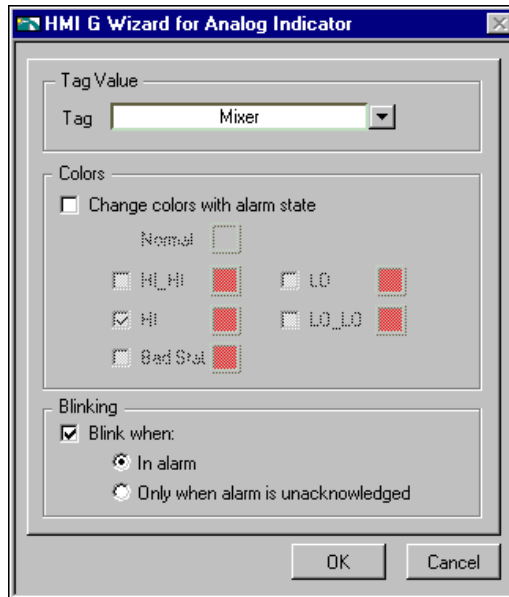 HMI G Wizard for Analog Indicator
Tag Value
Tag Mixer
Colors
Change colors with alarm state
Normal
HI_HI LO
HI LO_LO
Bad Stat
Blinking
Blink when:
In alarm
Only when alarm is unacknowledged
OK Cancel